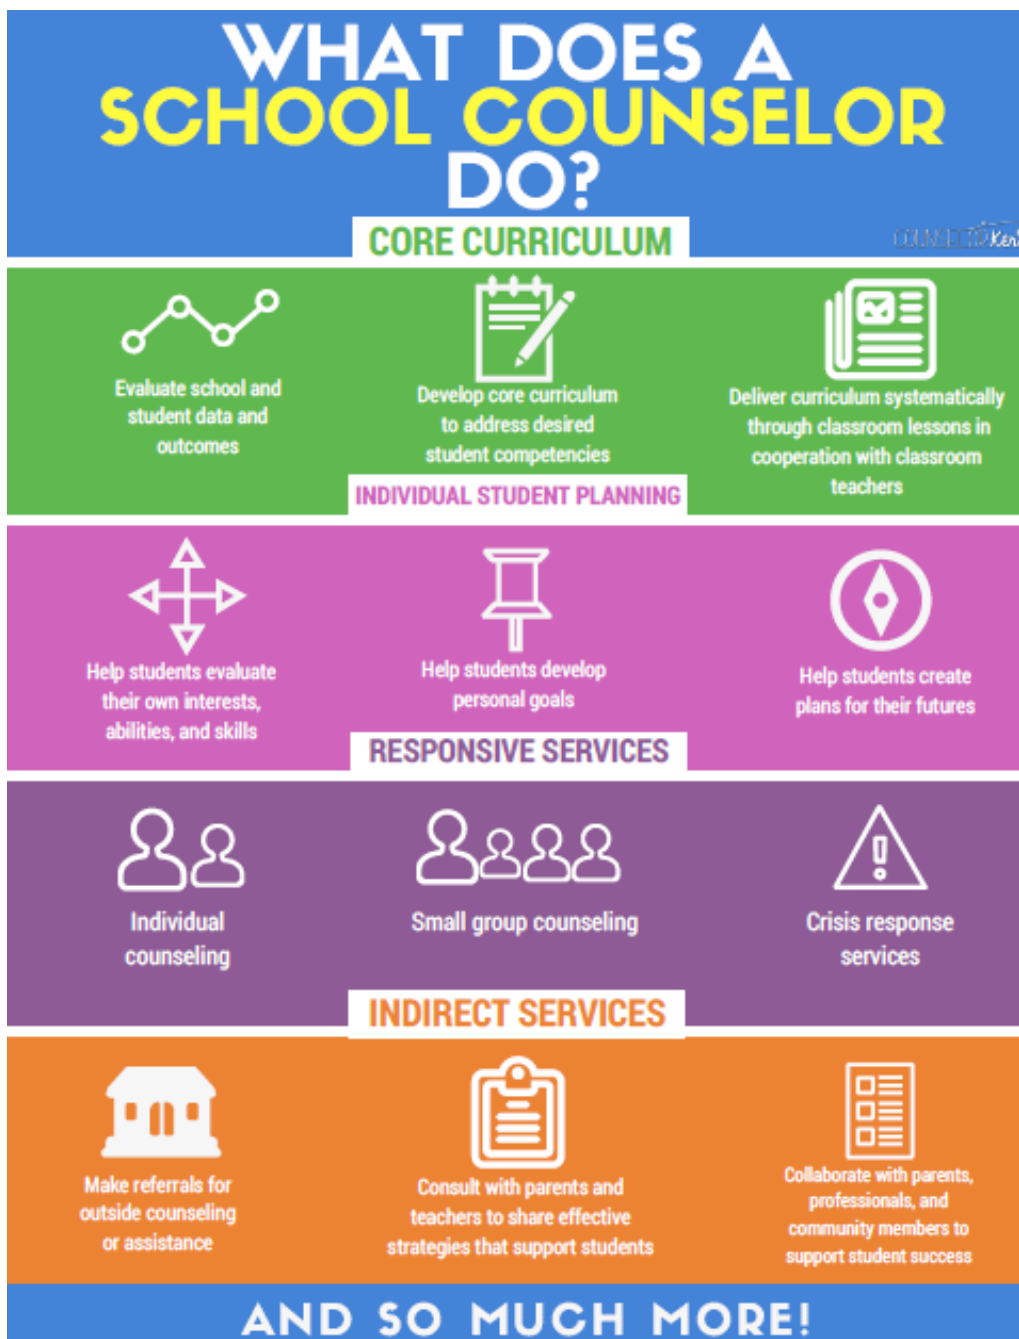 WHAT DOES A
SCHOOL COUNSELOR
DO?
CORE CURRICULUM
Evaluate school and
student data and
outcomes
Develop core curriculum
to address desired
student competencies
Deliver curriculum systematically
through classroom lessons in
cooperation with classroom
teachers
INDIVIDUAL STUDENT PLANNING
Help students evaluate
their own interests,
abilities, and skills
Help students develop
personal goals
Help students create
plans for their futures
RESPONSIVE SERVICES
Individual
counseling
Small group counseling
Crisis response
services
INDIRECT SERVICES
Make referrals for
outside counseling
or assistance
Consult with parents and
teachers to share effective
strategies that support students
Collaborate with parents,
professionals, and
community members to
support student success
AND SO MUCH MORE!